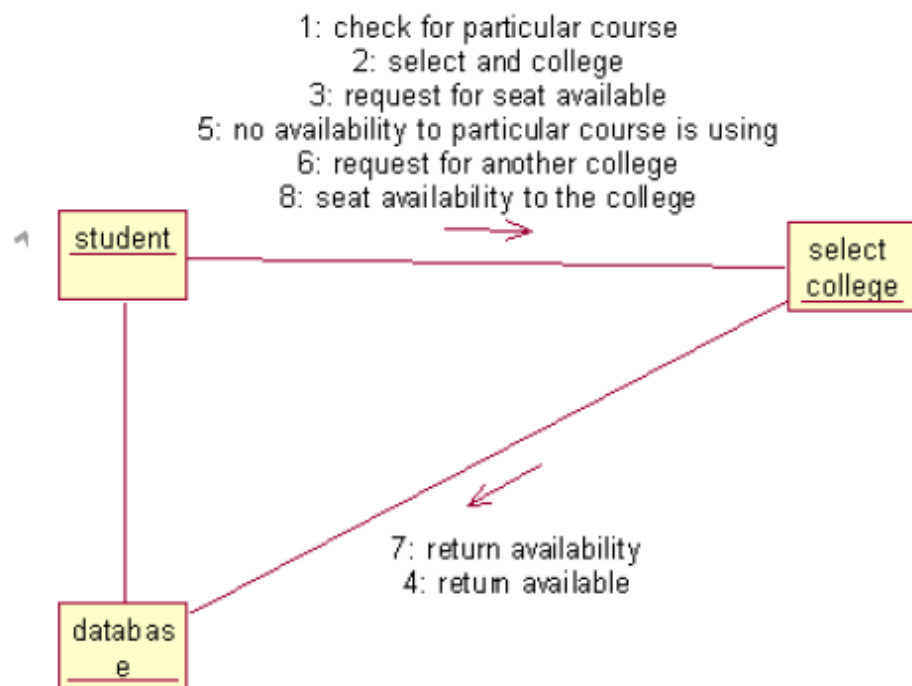 1: check for particular course
2: select and college
3: request for seat available
5: no availability to particular course is using
6: request for another college
8: seat availability to the college
student
select
college
7: return availability
4: return available
databas
e